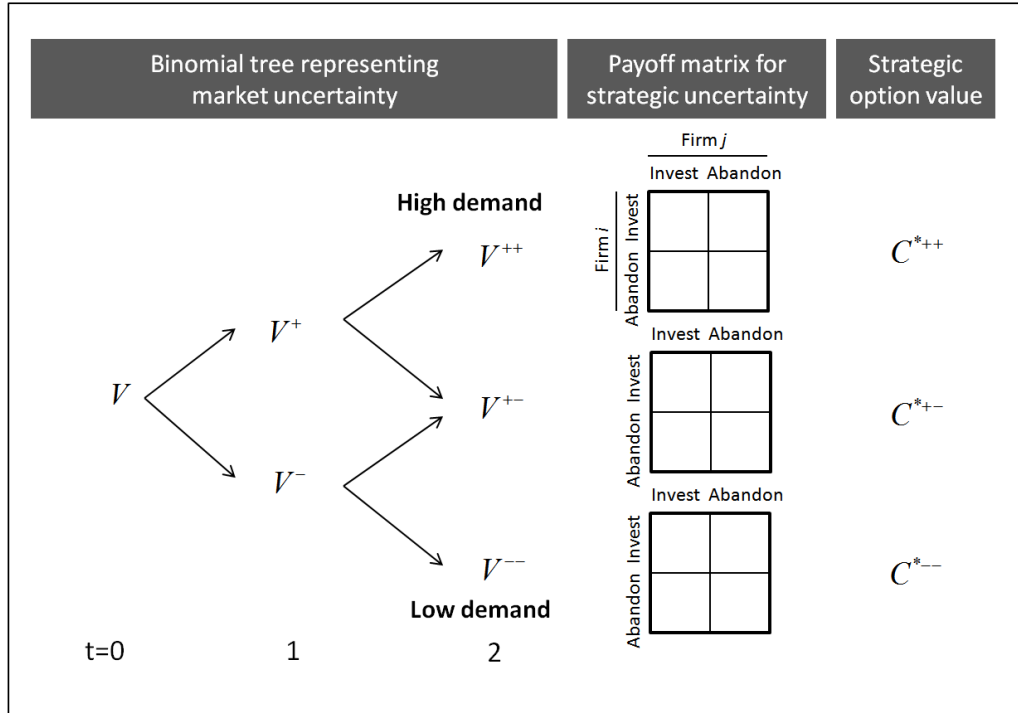 Binomial tree representing
market uncertainty
Payoff matrix for
strategic uncertainty
Strategic
option value
Firm j
Invest Abandon
High demand
Firm i
Abandon Invest
V⁺⁺
C*⁺⁺
V⁺
Invest Abandon
Abandon Invest
V
V⁺⁻
C*⁺⁻
V⁻
Invest Abandon
Abandon Invest
V⁻⁻
C*⁻⁻
Low demand
t=0 1 2